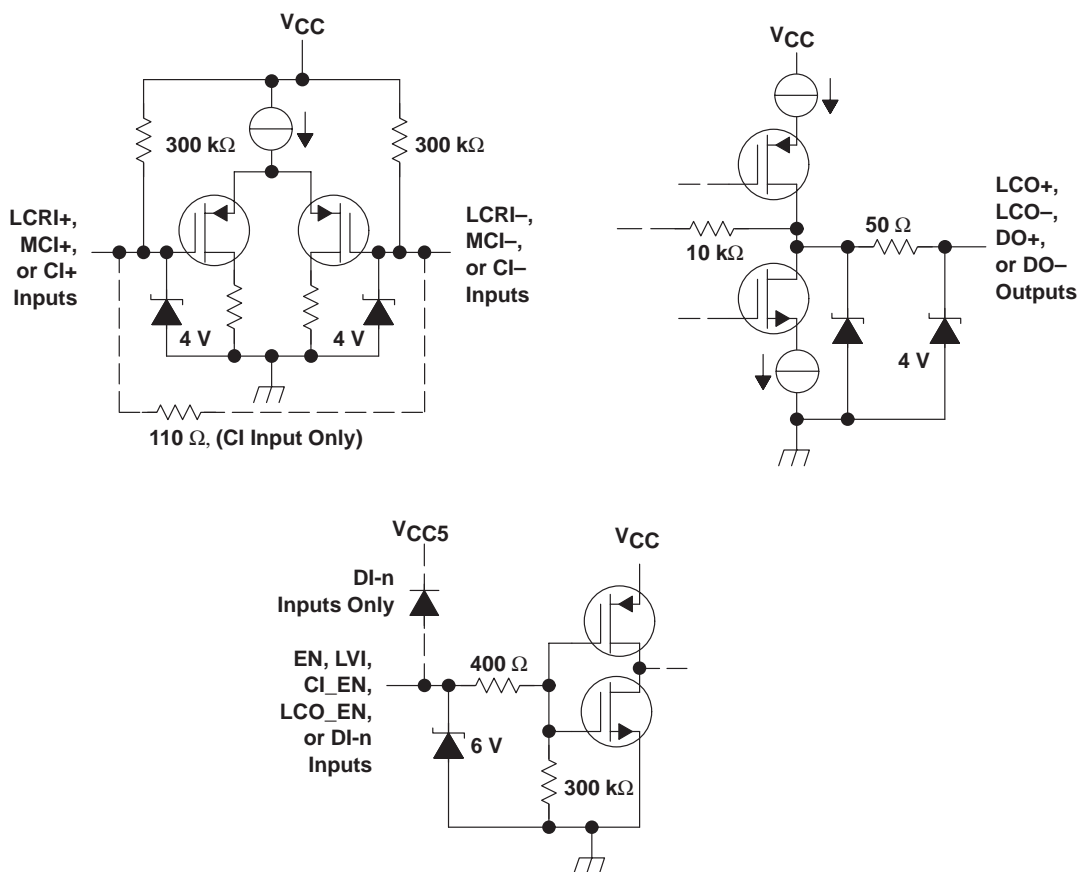 VCC
300 kΩ
300 kΩ
LCRI+,
MCI+,
or CI+
Inputs
LCRI–,
MCI–,
or CI–
Inputs
4 V
4 V
110 Ω, (CI Input Only)
VCC
10 kΩ
50 Ω
LCO+,
LCO–,
DO+,
or DO–
Outputs
4 V
VCC5
DI-n
Inputs Only
EN, LVI,
CI_EN,
LCO_EN,
or DI-n
Inputs
400 Ω
6 V
300 kΩ
VCC